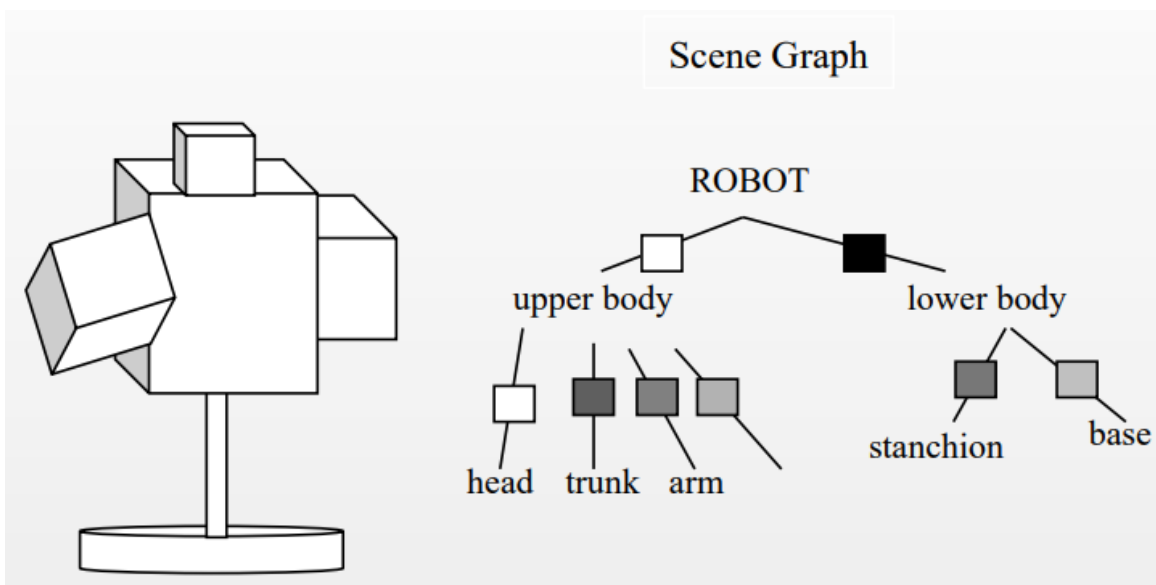 Scene Graph
ROBOT
upper body
lower body
stanchion
base
head
trunk
arm